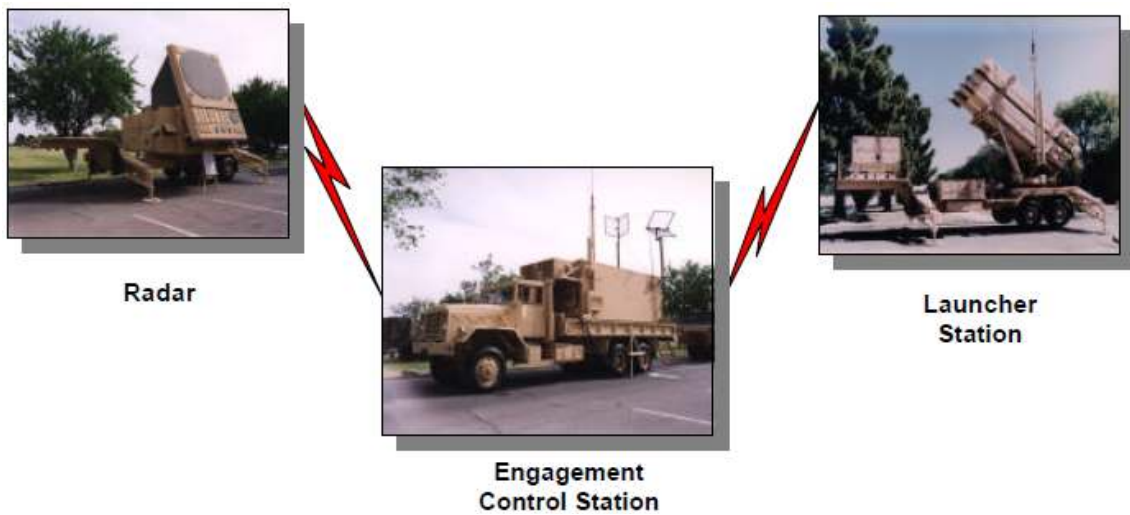 Radar
Launcher
Station
Engagement
Control Station